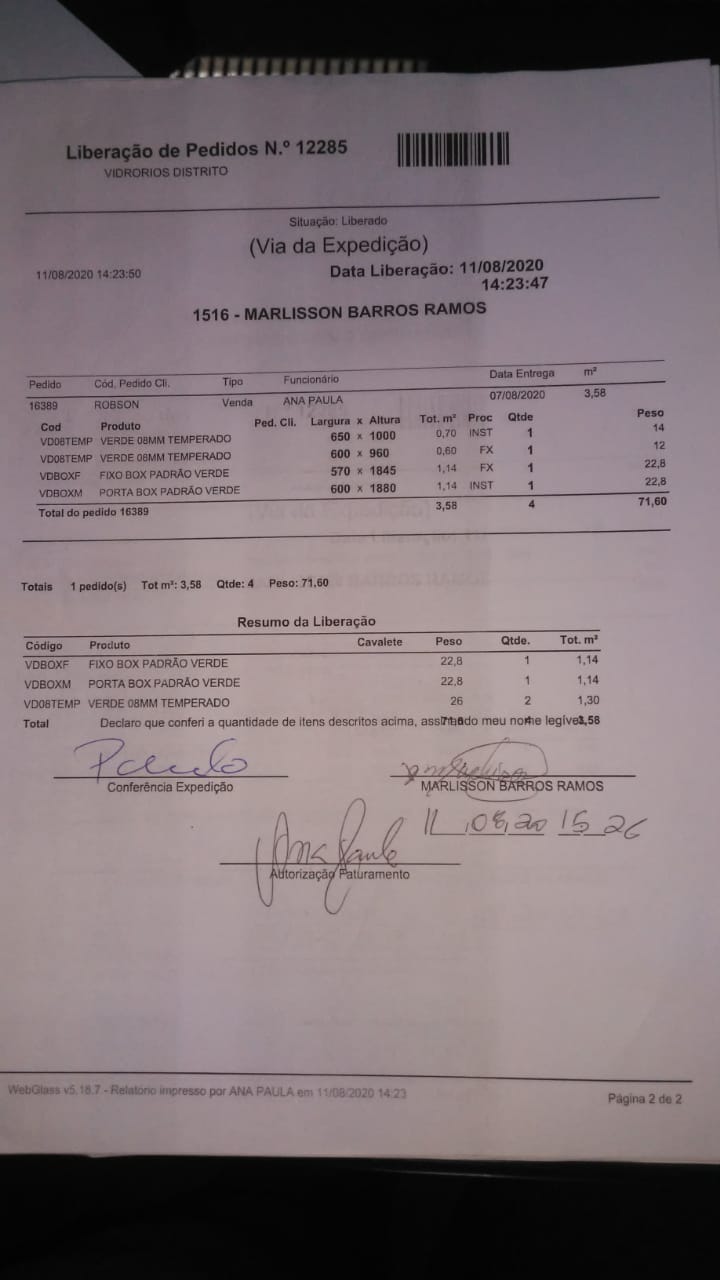 Liberação de Pedidos N.º 12285
VIDRORIOS DISTRITO
Situação: Liberado
(Via da Expedição)
11/08/2020 14:23:50
Data Liberação: 11/08/2020
14:23:47
1516 - MARLISSON BARROS RAMOS
Pedido Cód. Pedido Cli. Tipo Funcionário Data Entrega m²
16389 ROBSON Venda ANA PAULA 07/08/2020 3,58
Cod Produto Ped. Cli. Largura x Altura Tot. m² Proc Qtde Peso
VD08TEMP VERDE 08MM TEMPERADO 650 x 1000 0,70 INST 1 14
VD08TEMP VERDE 08MM TEMPERADO 600 x 960 0,60 FX 1 12
VDBOXF FIXO BOX PADRÃO VERDE 570 x 1845 1,14 FX 1 22,8
VDBOXM PORTA BOX PADRÃO VERDE 600 x 1880 1,14 INST 1 22,8
Total do pedido 16389 3,58 4 71,60
Totais 1 pedido(s) Tot m²: 3,58 Qtde: 4 Peso: 71,60
Resumo da Liberação
Código Produto Cavalete Peso Qtde. Tot. m²
VDBOXF FIXO BOX PADRÃO VERDE 22,8 1 1,14
VDBOXM PORTA BOX PADRÃO VERDE 22,8 1 1,14
VD08TEMP VERDE 08MM TEMPERADO 26 2 1,30
Total Declaro que conferi a quantidade de itens descritos acima, assinando meu nome legível. 71,6 4 3,58
Paulo
Conferência Expedição
MARLISSON BARROS RAMOS
11 08 20 15 26
Ana Paula
Autorização Faturamento
WebGlass v5.18.7 - Relatório impresso por ANA PAULA em 11/08/2020 14:23
Página 2 de 2